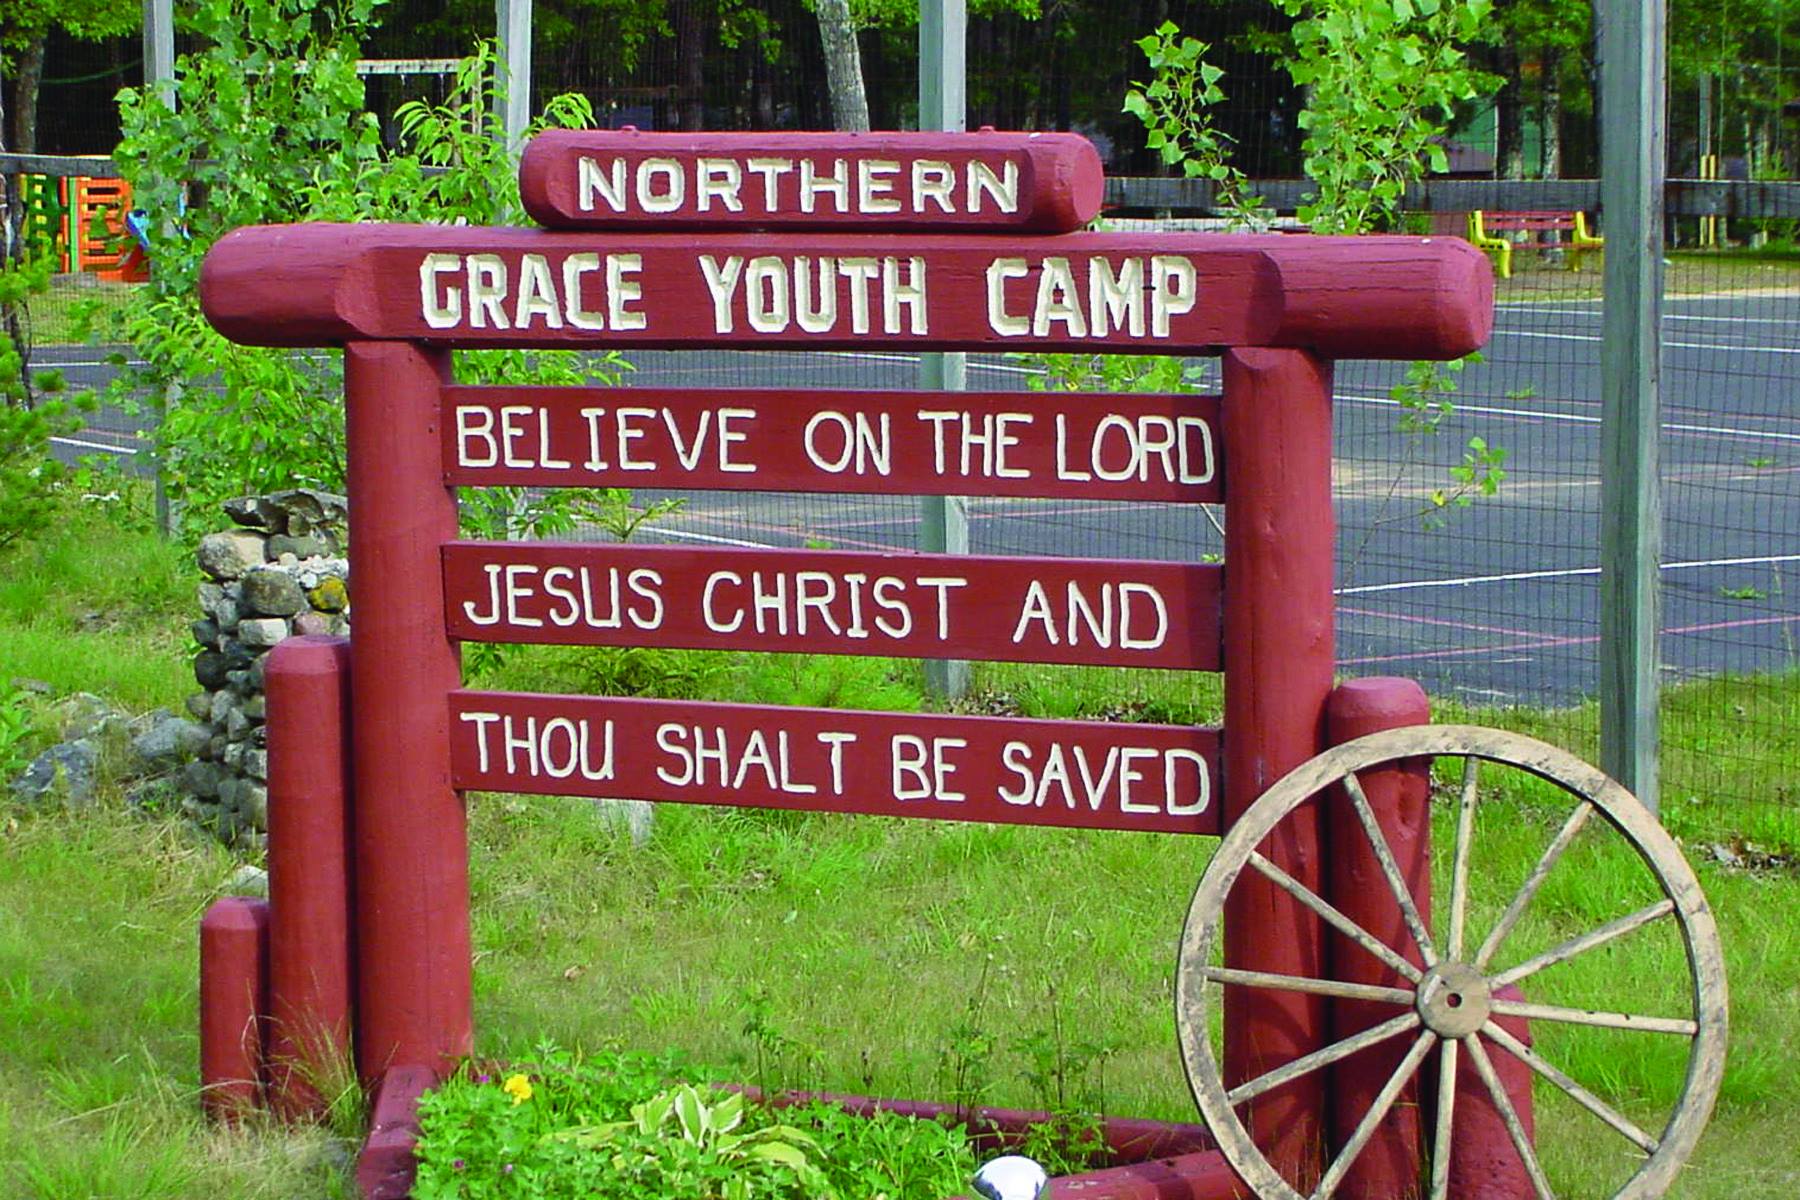 NORTHERN
GRACE YOUTH CAMP
BELIEVE ON THE LORD
JESUS CHRIST AND
THOU SHALT BE SAVED